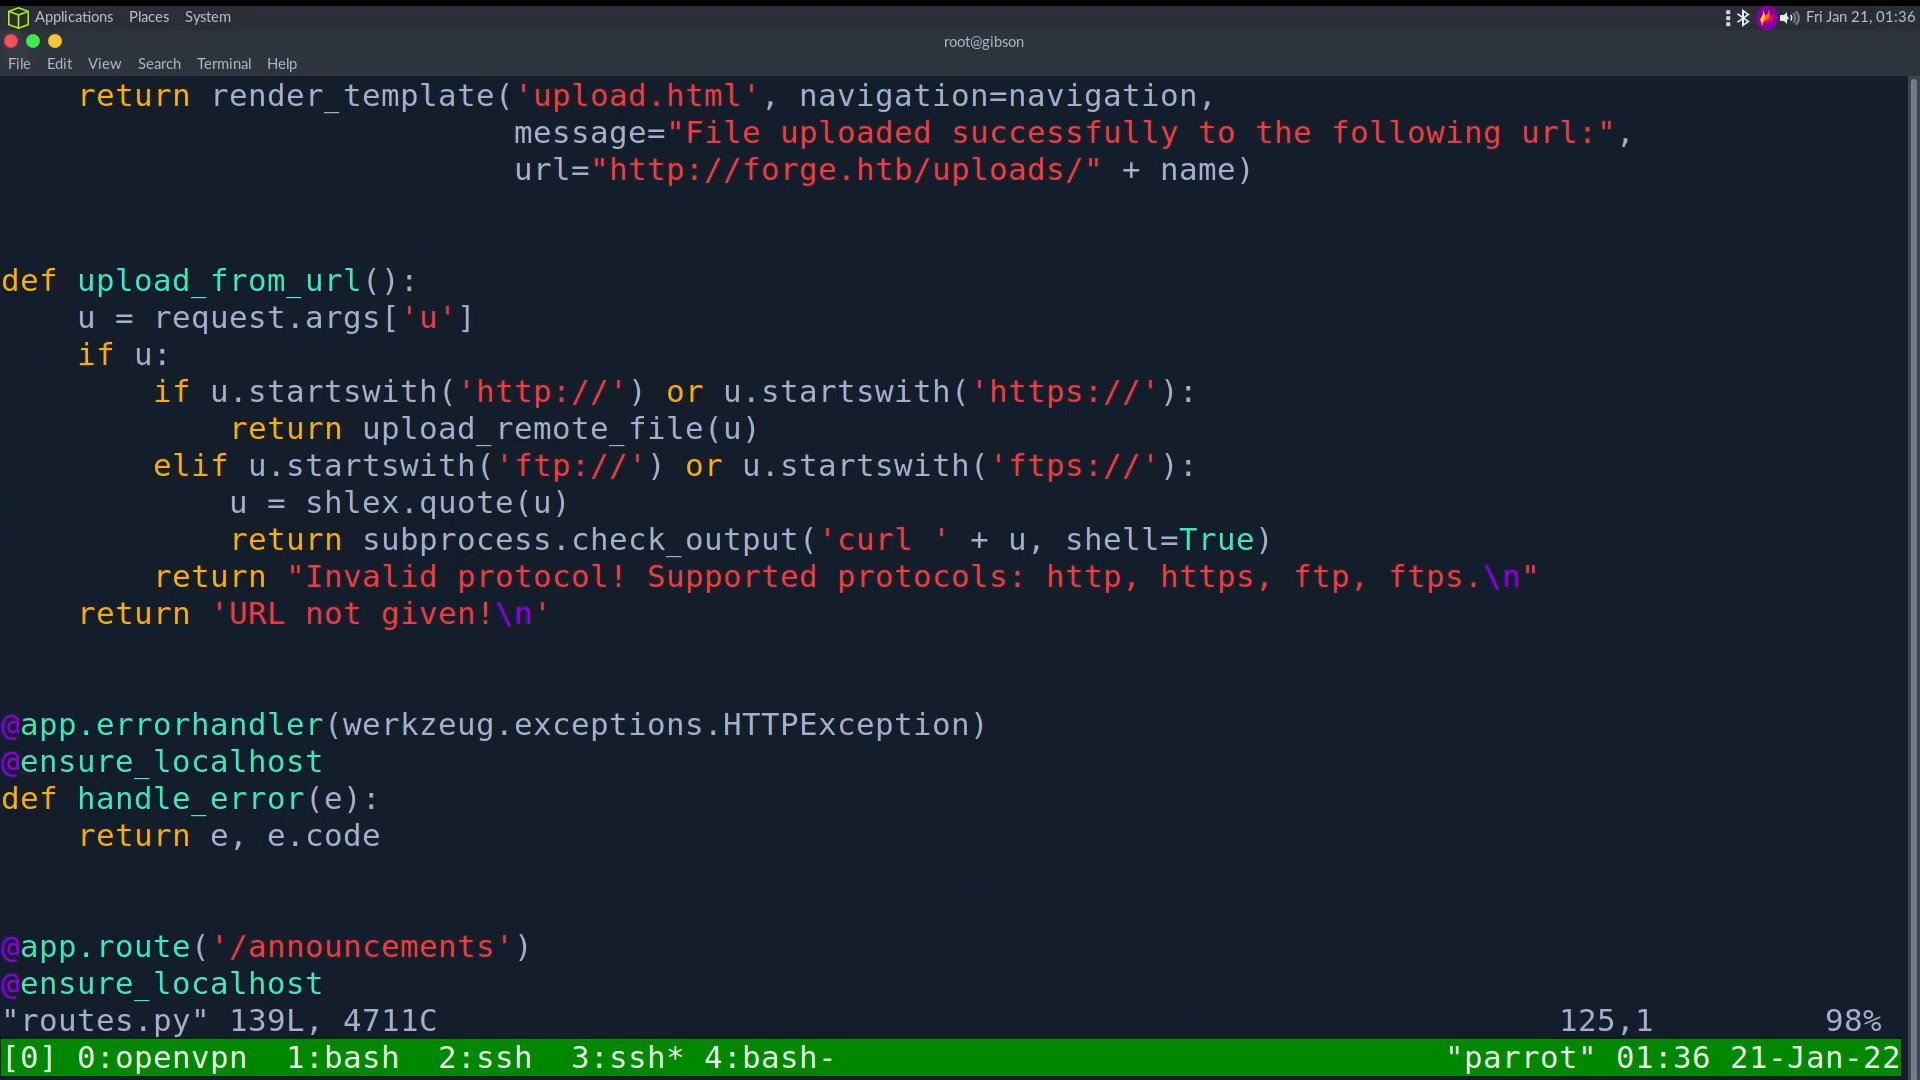 Applications Places System Fri Jan 21, 01:36
root@gibson
File Edit View Search Terminal Help
    return render_template('upload.html', navigation=navigation,
                           message="File uploaded successfully to the following url:",
                           url="http://forge.htb/uploads/" + name)
def upload_from_url():
    u = request.args['u']
    if u:
        if u.startswith('http://') or u.startswith('https://'):
            return upload_remote_file(u)
        elif u.startswith('ftp://') or u.startswith('ftps://'):
            u = shlex.quote(u)
            return subprocess.check_output('curl ' + u, shell=True)
        return "Invalid protocol! Supported protocols: http, https, ftp, ftps.\n"
    return 'URL not given!\n'
@app.errorhandler(werkzeug.exceptions.HTTPException)
@ensure_localhost
def handle_error(e):
    return e, e.code
@app.route('/announcements')
@ensure_localhost
"routes.py" 139L, 4711C 125,1 98%
[0] 0:openvpn  1:bash  2:ssh  3:ssh* 4:bash- "parrot" 01:36 21-Jan-22